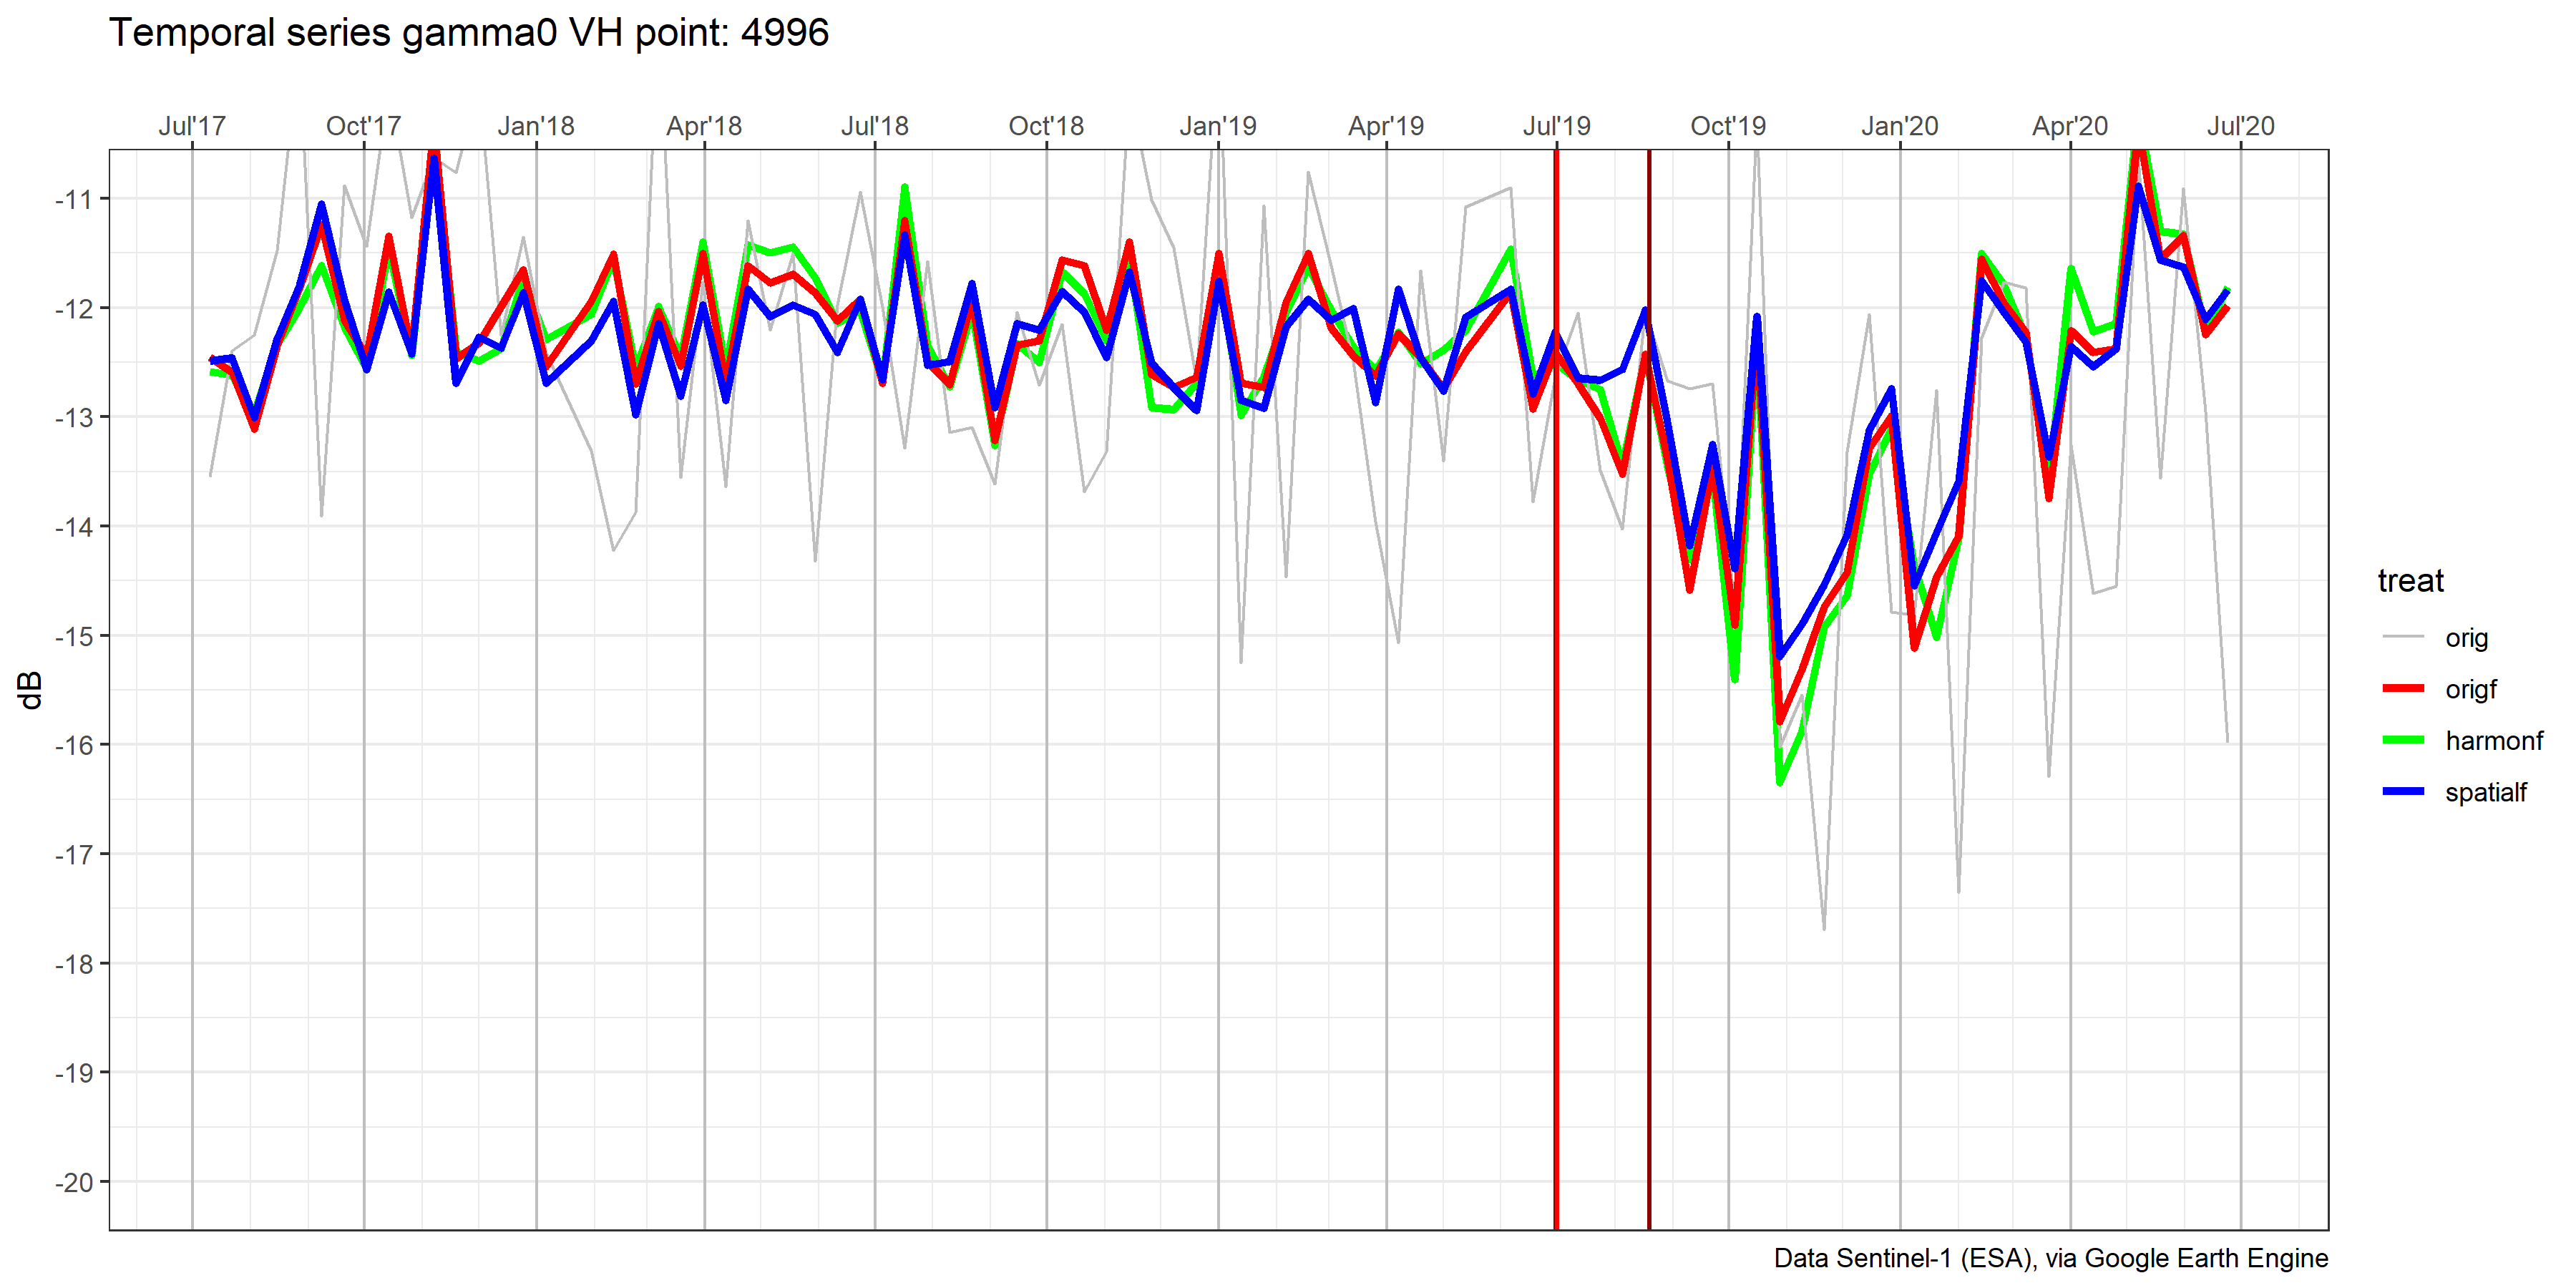 Temporal series gamma0 VH point: 4996
Jul'17 Oct'17 Jan'18 Apr'18 Jul'18 Oct'18 Jan'19 Apr'19 Jul'19 Oct'19 Jan'20 Apr'20 Jul'20
-11
-12
-13
-14
-15
-16
-17
-18
-19
-20
dB
treat
orig
origf
harmonf
spatialf
Data Sentinel-1 (ESA), via Google Earth Engine